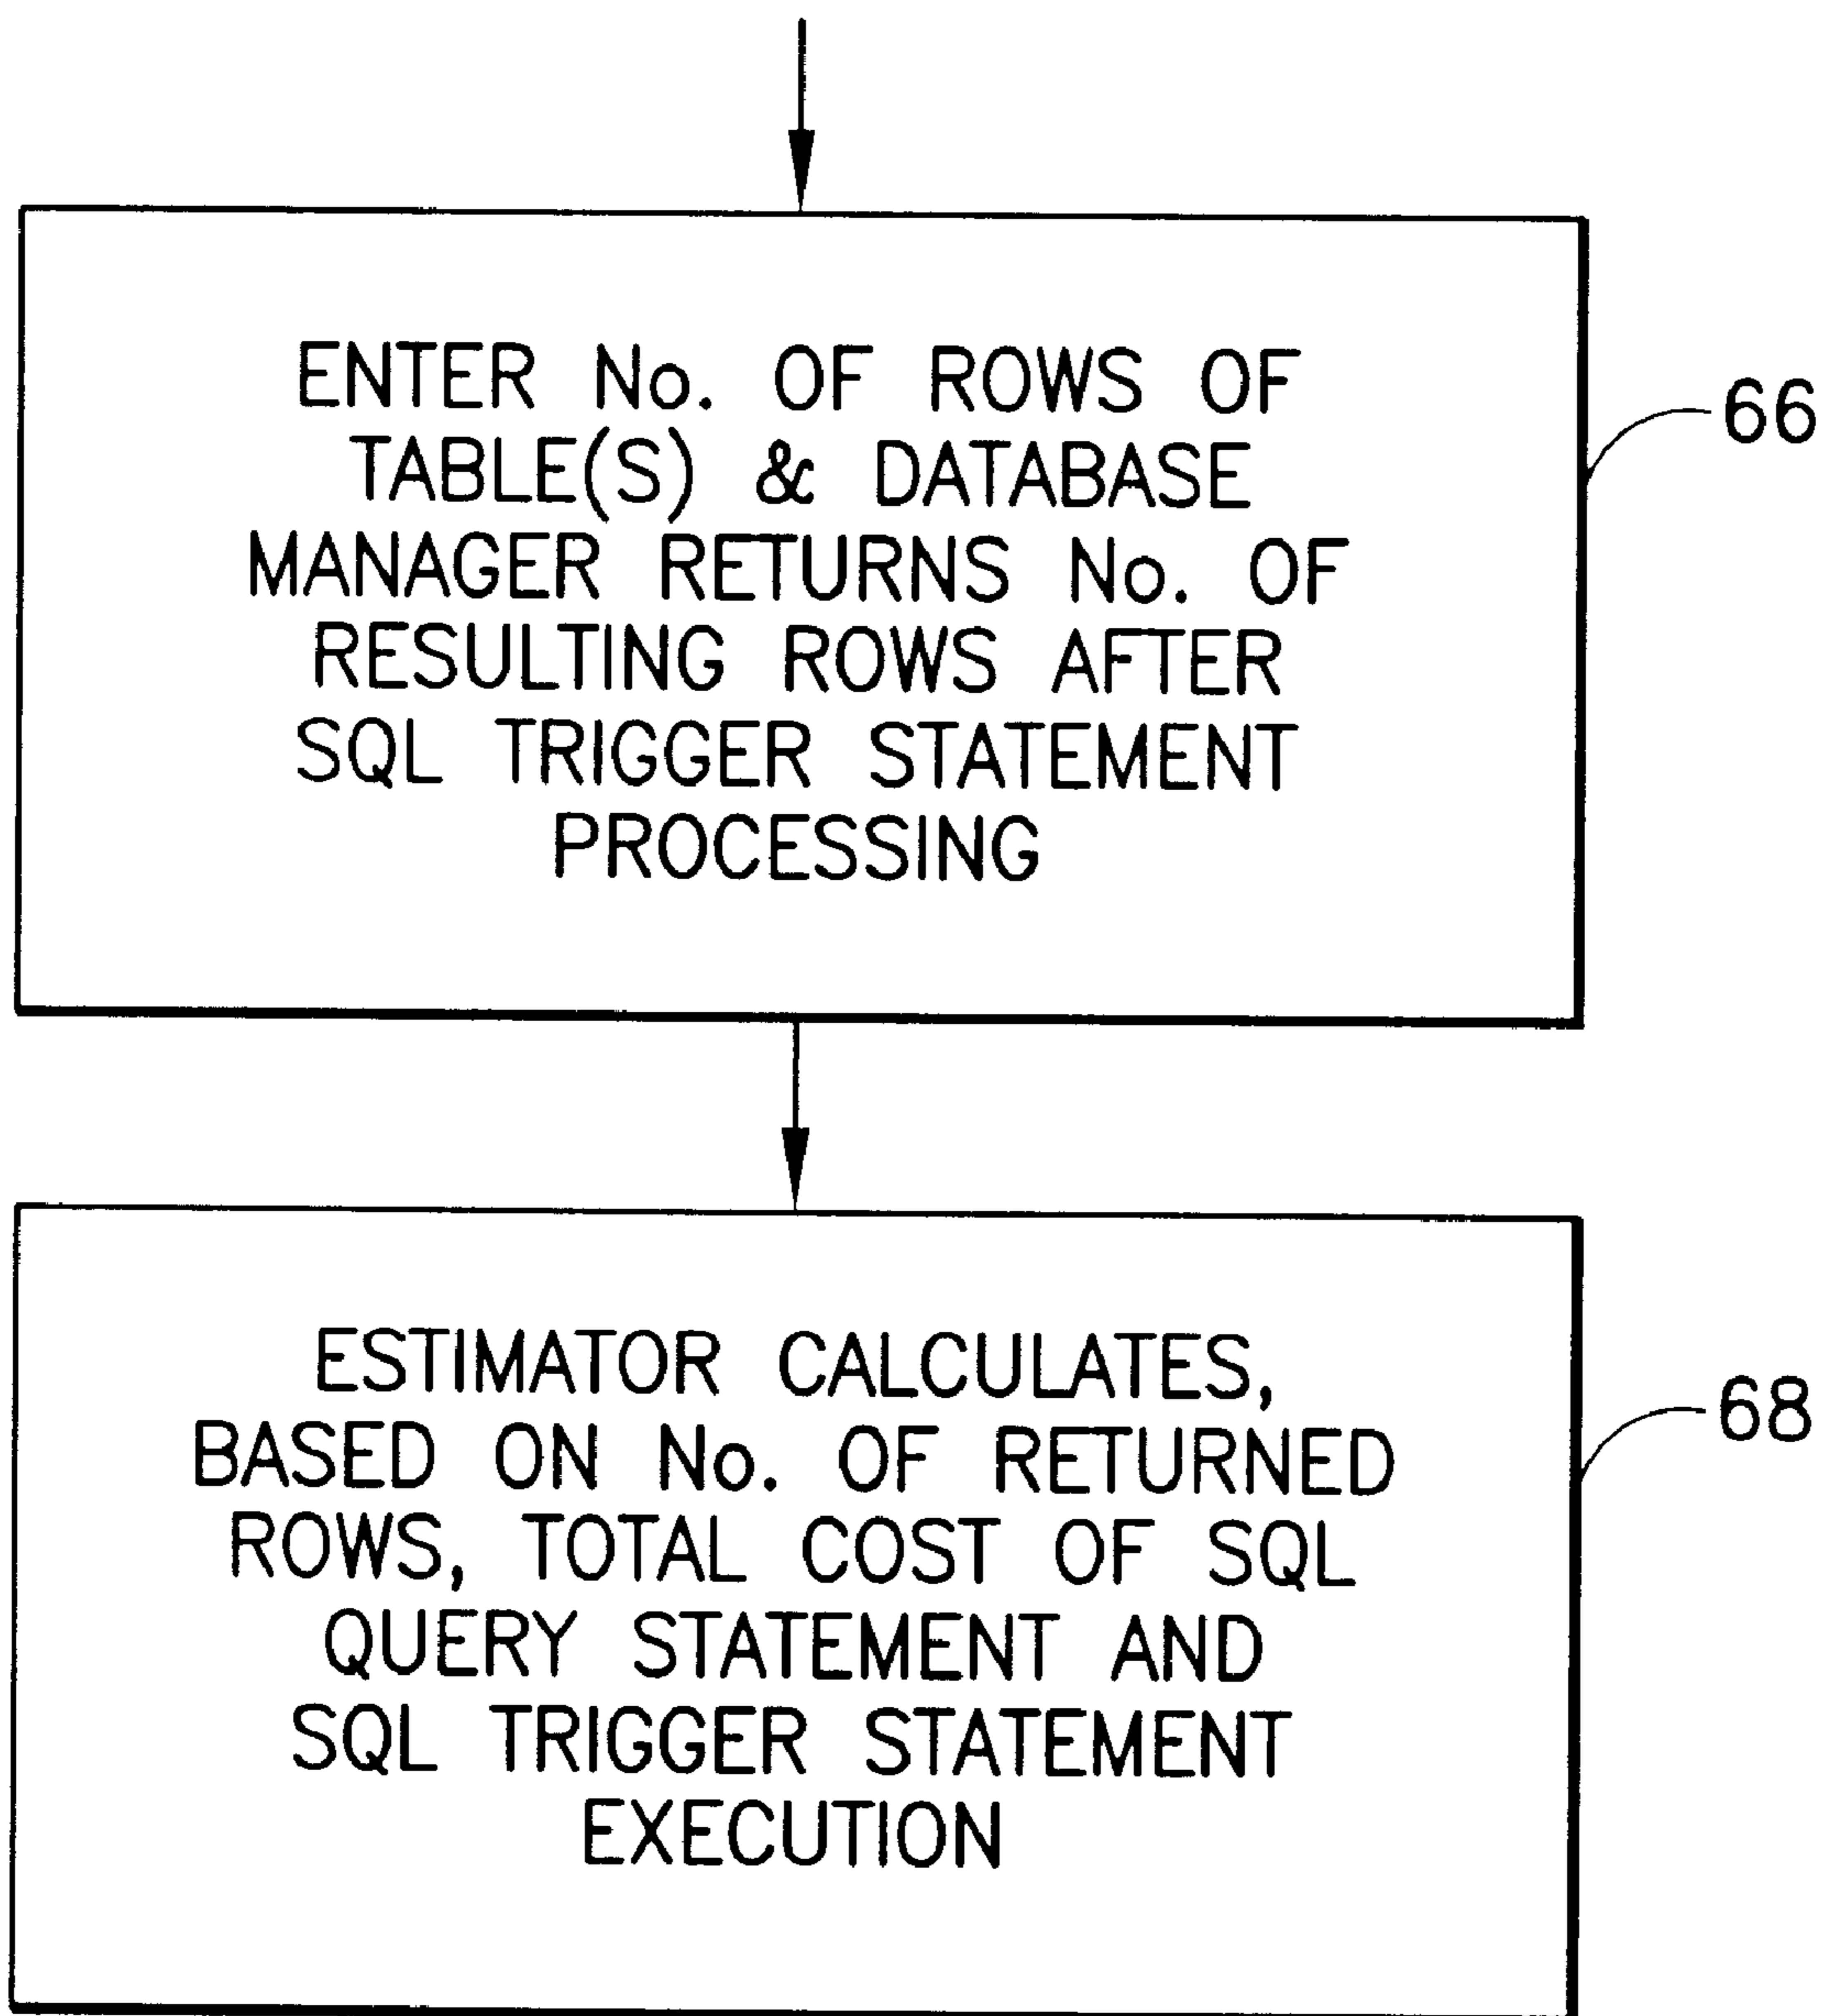 ENTER No. OF ROWS OF
TABLE(S) & DATABASE
MANAGER RETURNS No. OF
RESULTING ROWS AFTER
SQL TRIGGER STATEMENT
PROCESSING
66
ESTIMATOR CALCULATES,
BASED ON No. OF RETURNED
ROWS, TOTAL COST OF SQL
QUERY STATEMENT AND
SQL TRIGGER STATEMENT
EXECUTION
68